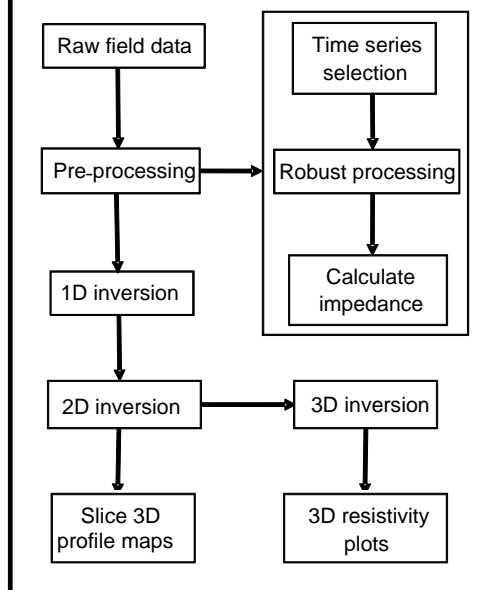 Raw field data
Time series
selection
Pre-processing
Robust processing
1D inversion
Calculate
impedance
2D inversion
3D inversion
Slice 3D
profile maps
3D resistivity
plots